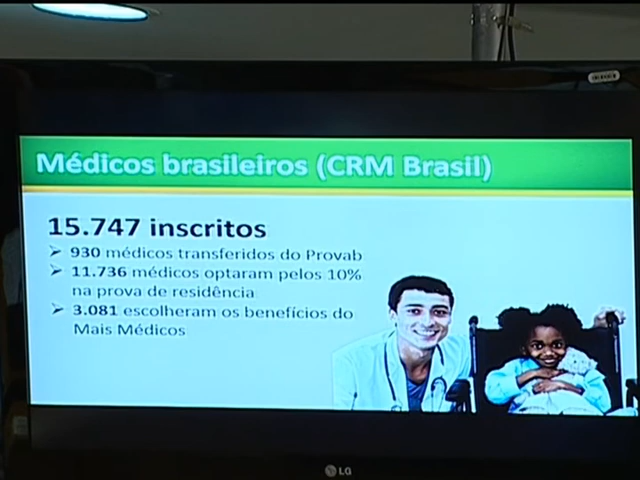 Médicos brasileiros (CRM Brasil)
15.747 inscritos
➢ 930 médicos transferidos do Provab
➢ 11.736 médicos optaram pelos 10%
na prova de residência
➢ 3.081 escolheram os benefícios do
Mais Médicos
LG